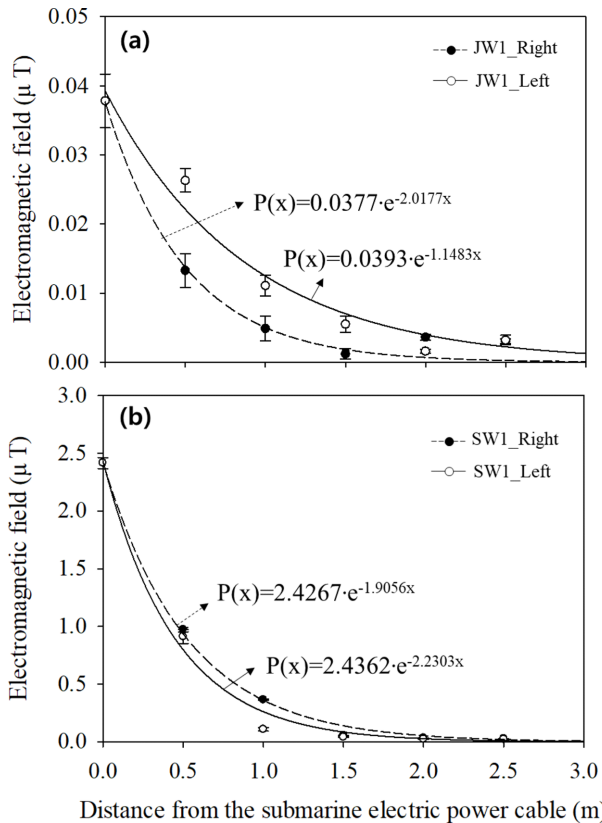 (a)
JW1_Right
JW1_Left
Electromagnetic field (μ T)
0.05
0.04
0.03
0.02
0.01
0.00
P(x)=0.0377·e-2.0177x
P(x)=0.0393·e-1.1483x
(b)
SW1_Right
SW1_Left
Electromagnetic field (μ T)
3.0
2.5
2.0
1.5
1.0
0.5
0.0
P(x)=2.4267·e-1.9056x
P(x)=2.4362·e-2.2303x
0.0 0.5 1.0 1.5 2.0 2.5 3.0
Distance from the submarine electric power cable (m)